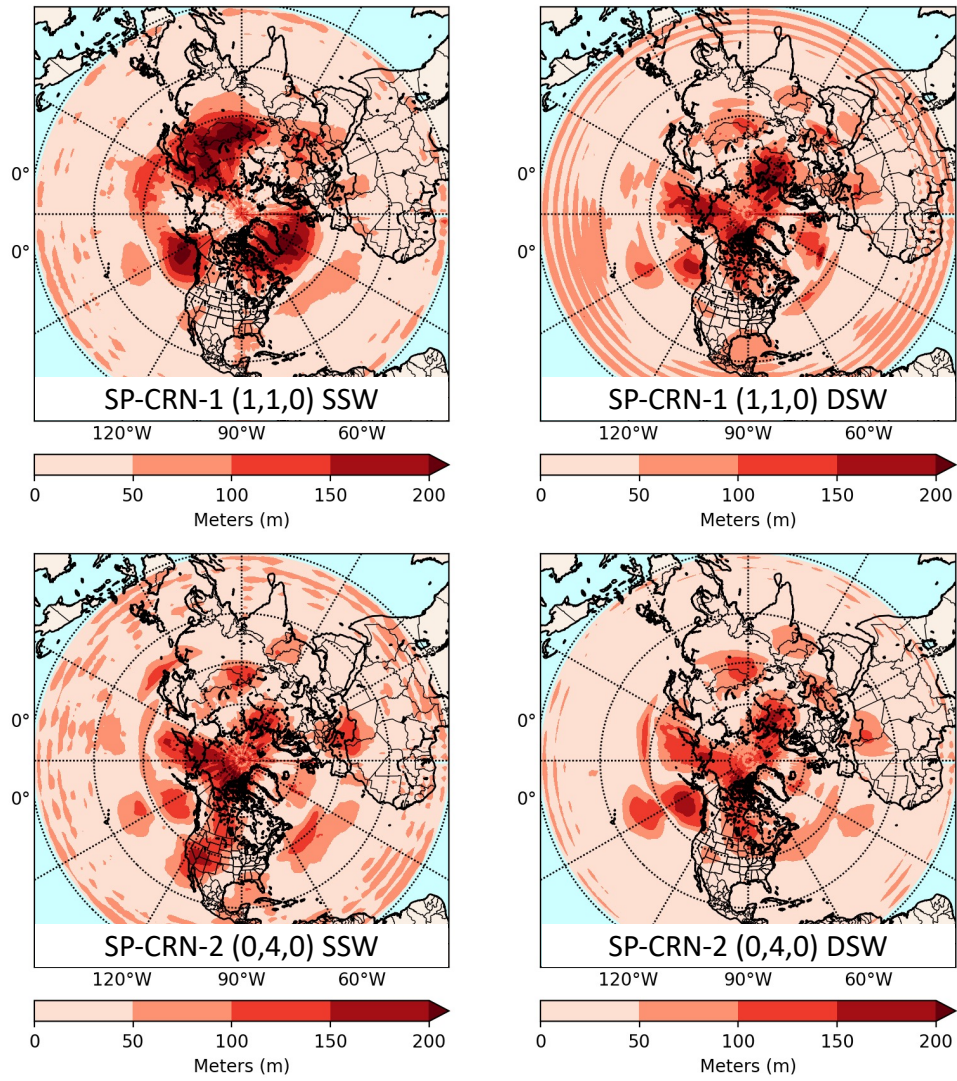 0°
0°
0°
SP-CRN-1 (1,1,0) SSW
SP-CRN-1 (1,1,0) DSW
120°W 90°W 60°W
120°W 90°W 60°W
0 50 100 150 200
0 50 100 150 200
Meters (m)
Meters (m)
0°
0°
0°
0°
SP-CRN-2 (0,4,0) SSW
SP-CRN-2 (0,4,0) DSW
120°W 90°W 60°W
120°W 90°W 60°W
0 50 100 150 200
0 50 100 150 200
Meters (m)
Meters (m)